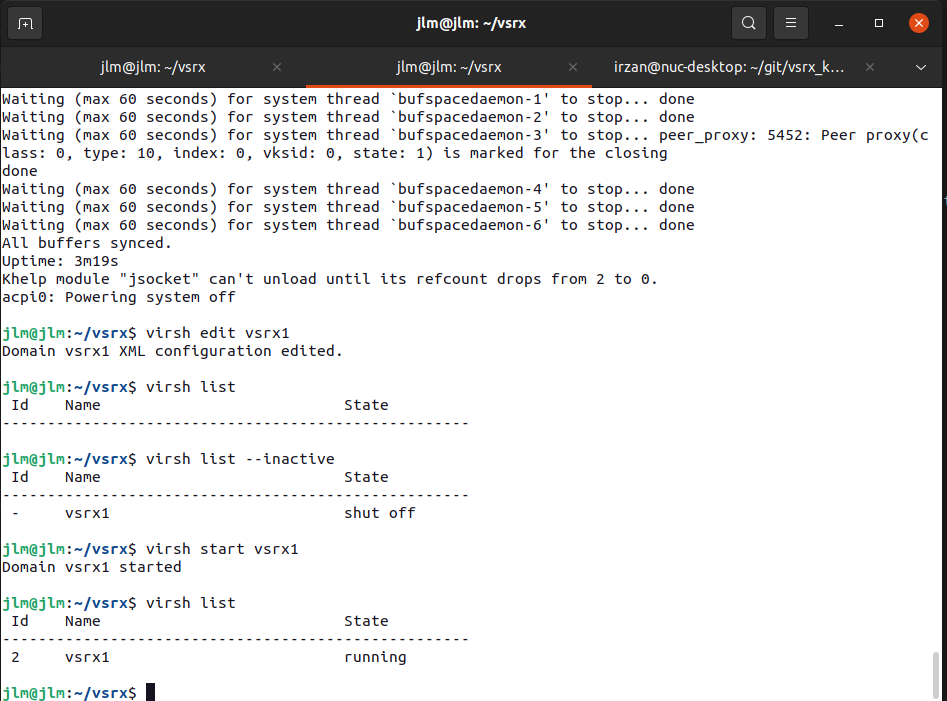 jlm@jlm: ~/vsrx
jlm@jlm: ~/vsrx
jlm@jlm: ~/vsrx
irzan@nuc-desktop: ~/git/vsrx_k...
Waiting (max 60 seconds) for system thread `bufspacedaemon-1' to stop... done
Waiting (max 60 seconds) for system thread `bufspacedaemon-2' to stop... done
Waiting (max 60 seconds) for system thread `bufspacedaemon-3' to stop... peer_proxy: 5452: Peer proxy(c
lass: 0, type: 10, index: 0, vksid: 0, state: 1) is marked for the closing
done
Waiting (max 60 seconds) for system thread `bufspacedaemon-4' to stop... done
Waiting (max 60 seconds) for system thread `bufspacedaemon-5' to stop... done
Waiting (max 60 seconds) for system thread `bufspacedaemon-6' to stop... done
All buffers synced.
Uptime: 3m19s
Khelp module "jsocket" can't unload until its refcount drops from 2 to 0.
acpi0: Powering system off
jlm@jlm:~/vsrx$ virsh edit vsrx1
Domain vsrx1 XML configuration edited.
jlm@jlm:~/vsrx$ virsh list
Id    Name                           State
----------------------------------------------------
jlm@jlm:~/vsrx$ virsh list --inactive
Id    Name                           State
----------------------------------------------------
-     vsrx1                          shut off
jlm@jlm:~/vsrx$ virsh start vsrx1
Domain vsrx1 started
jlm@jlm:~/vsrx$ virsh list
Id    Name                           State
----------------------------------------------------
2     vsrx1                          running
jlm@jlm:~/vsrx$